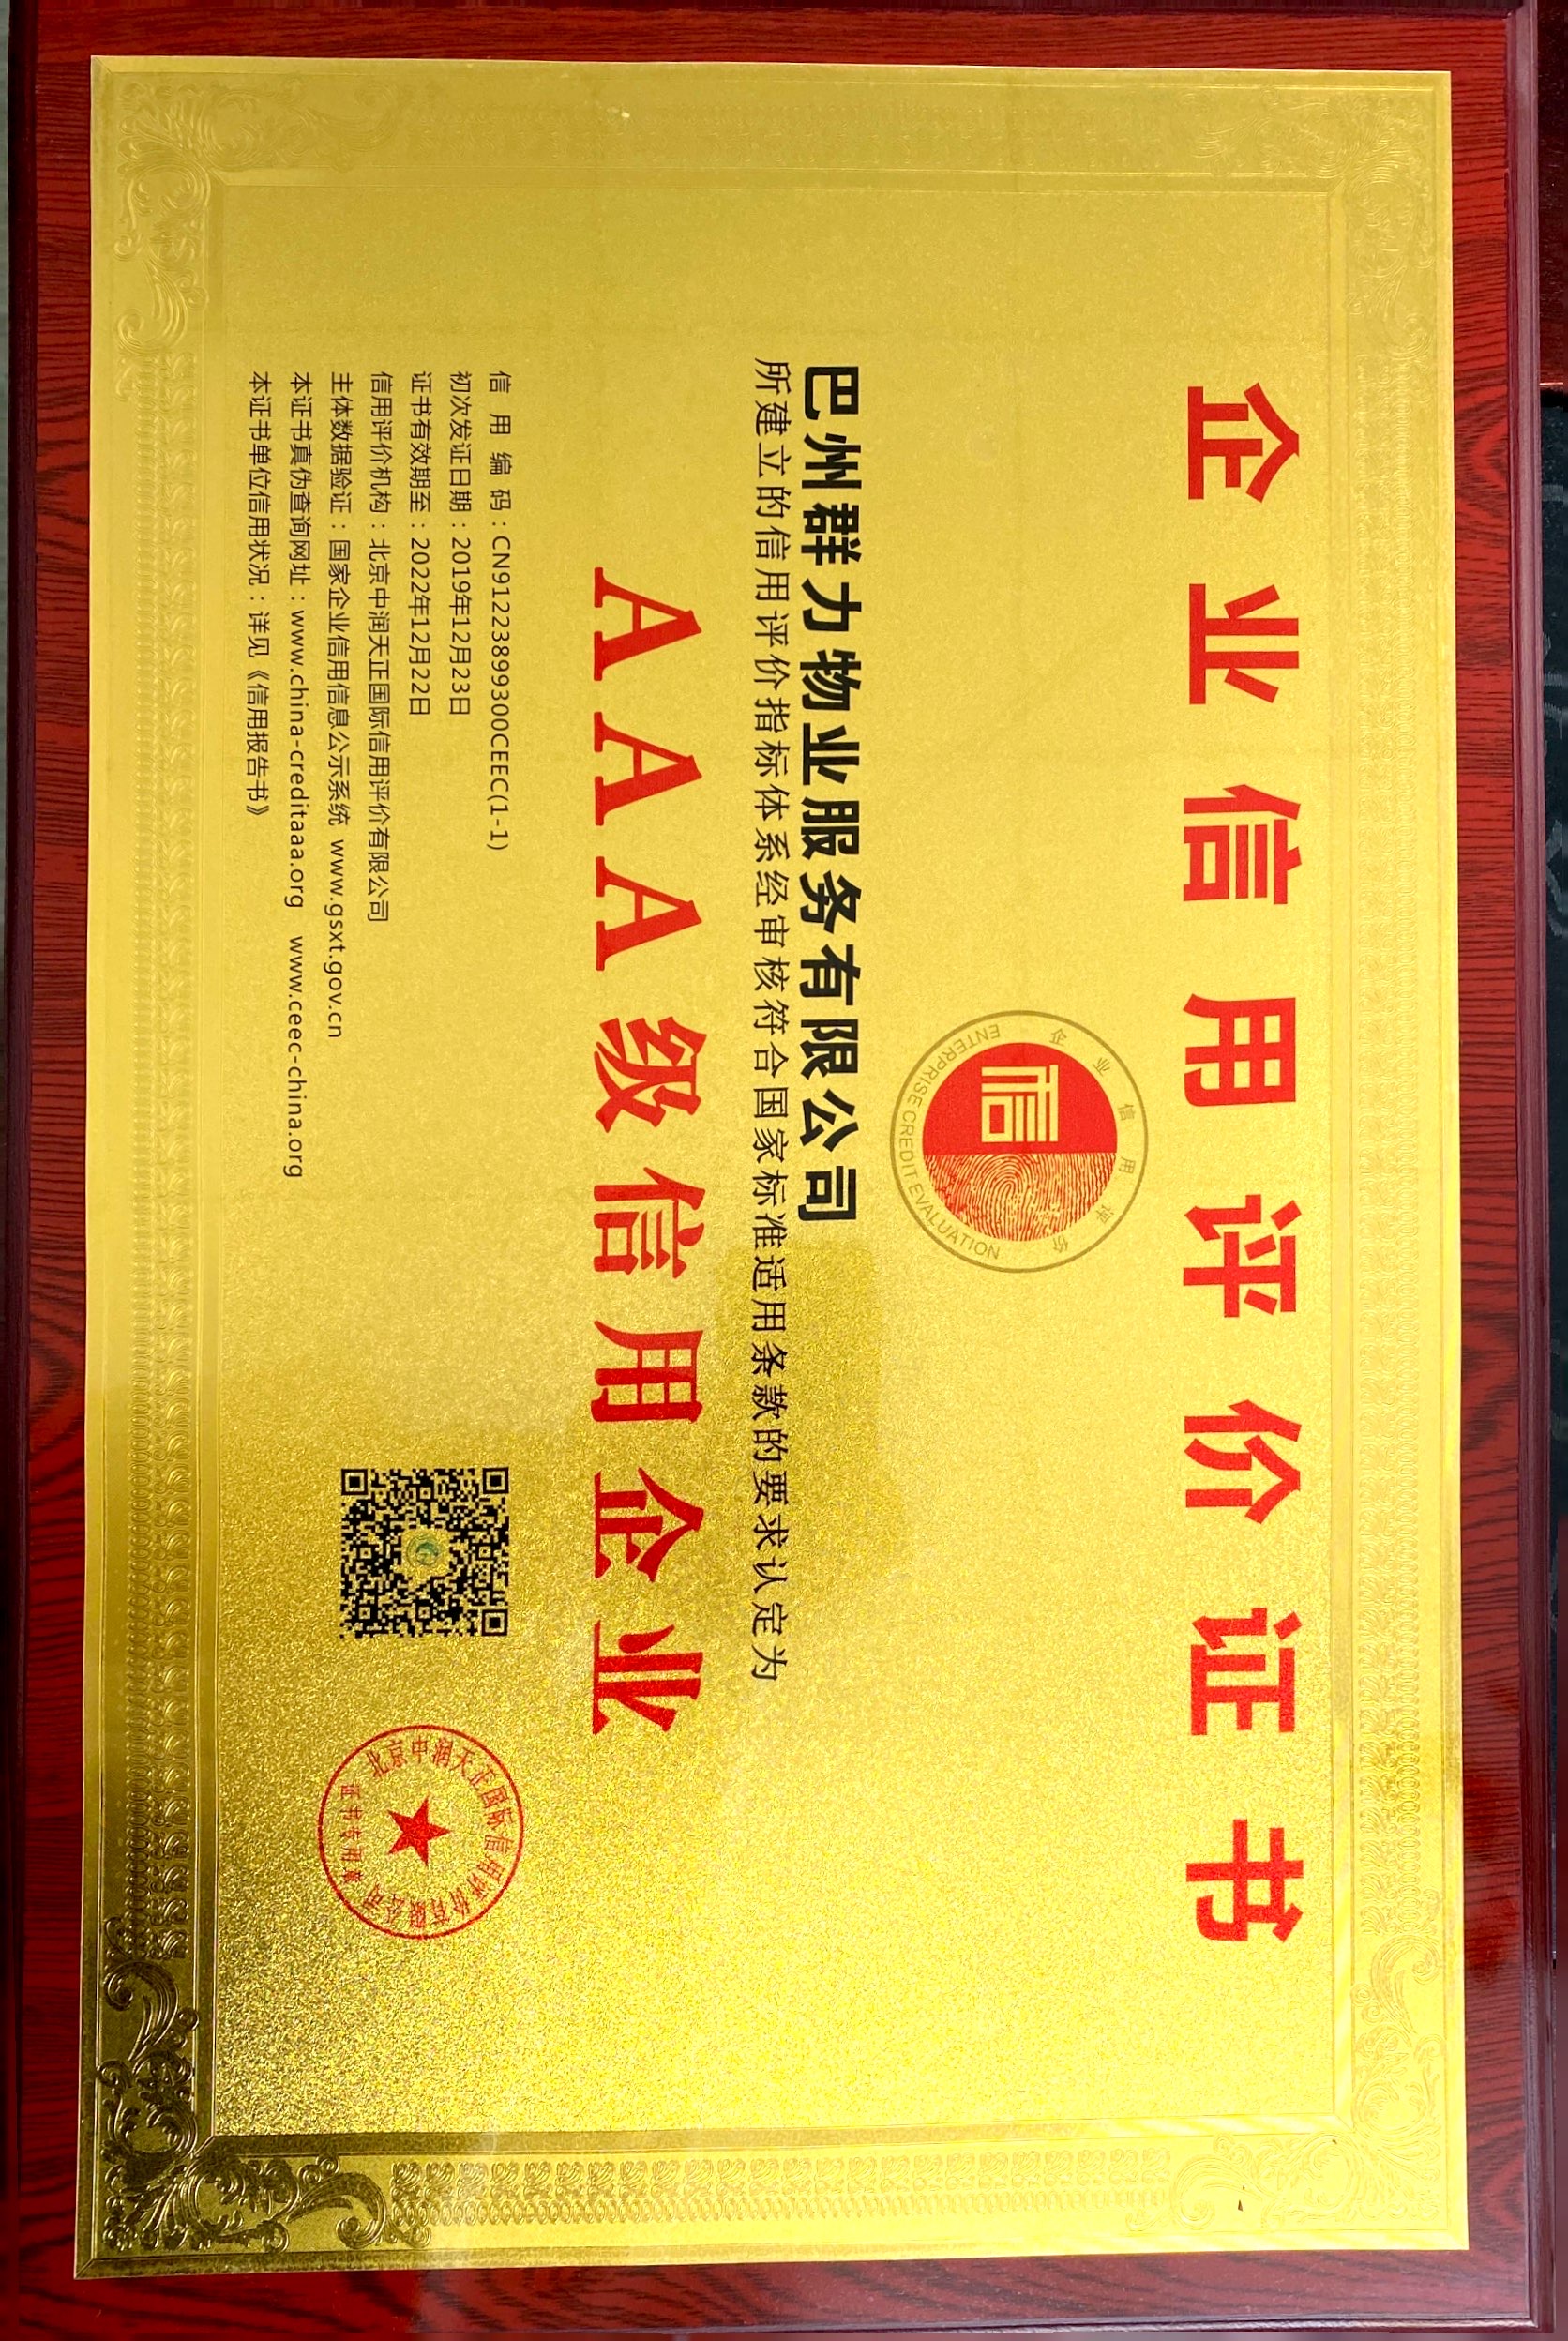 企业信用评价证书
企业信用评价
信
ENTERPRISE CREDIT EVALUATION
巴州群力物业服务有限公司
所建立的信用评价指标体系经审核符合国家标准适用条款的要求认定为
AAA级信用企业
信用编码：CN91223899300CEEC(1-1)
初次发证日期：2019年12月23日
证书有效期至：2022年12月22日
信用评价机构：北京中润天正国际信用评价有限公司
主体数据验证：国家企业信用信息公示系统 www.gsxt.gov.cn
本证书真伪查询网址：www.china-creditaaa.org www.ceec-china.org
本证书单位信用状况：详见《信用报告书》
北京中润天正国际信用评价有限公司
证书专用章